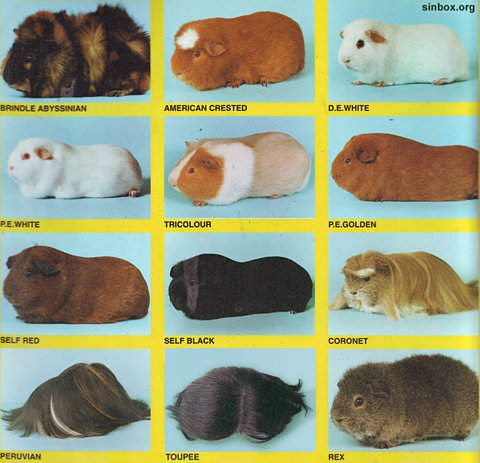 sinbox.org
BRINDLE ABYSSINIAN
AMERICAN CRESTED
D.E.WHITE
P.E.WHITE
TRICOLOUR
P.E.GOLDEN
SELF RED
SELF BLACK
CORONET
PERUVIAN
TOUPEE
REX